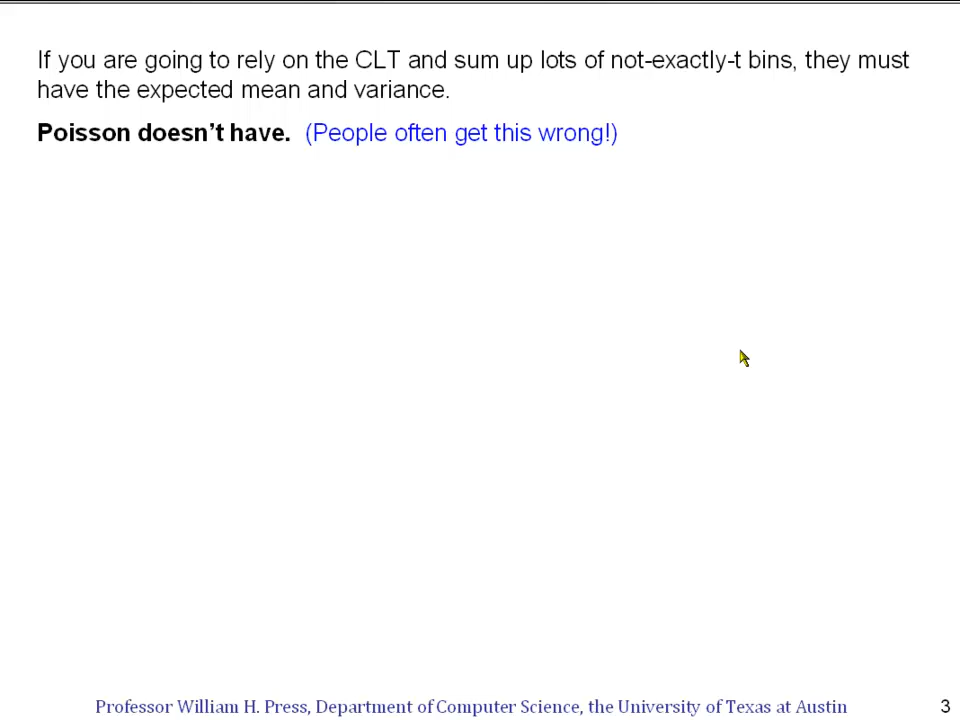 If you are going to rely on the CLT and sum up lots of not-exactly-t bins, they must
have the expected mean and variance.
Poisson doesn’t have. (People often get this wrong!)
Professor William H. Press, Department of Computer Science, the University of Texas at Austin
3